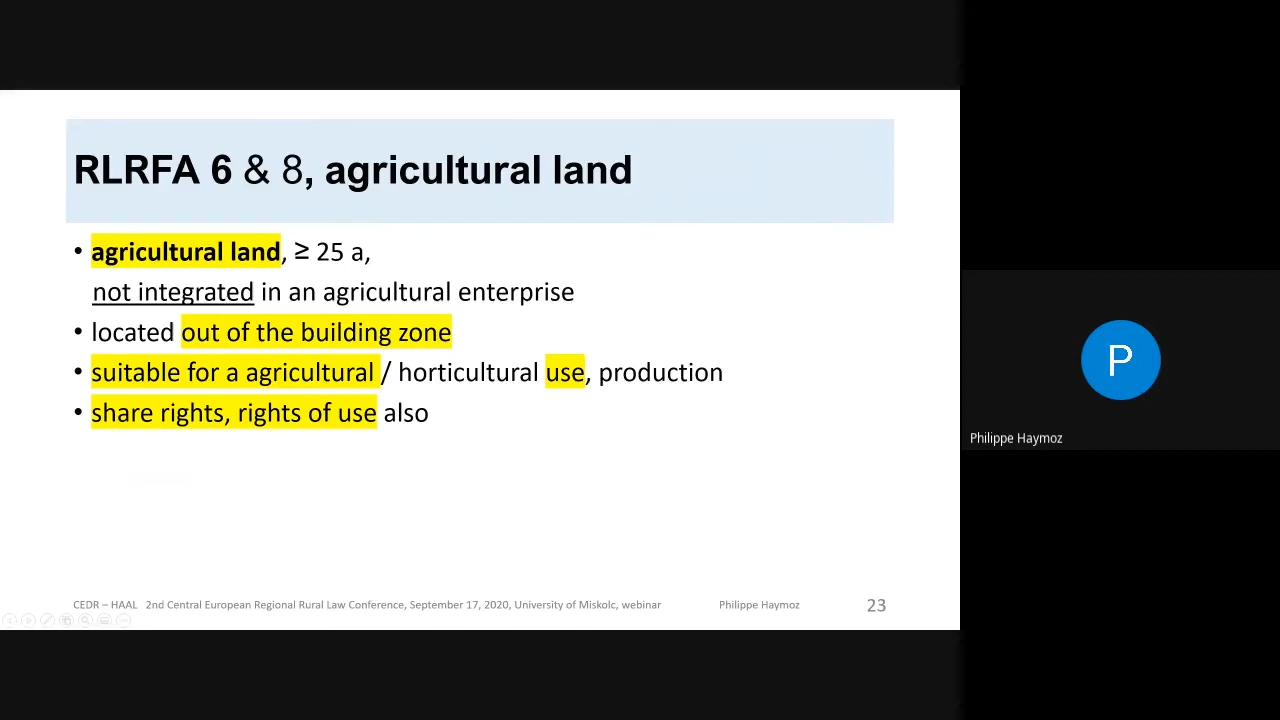 RLRFA 6 & 8, agricultural land
• agricultural land, ≥ 25 a,
not integrated in an agricultural enterprise
• located out of the building zone
• suitable for a agricultural / horticultural use, production
• share rights, rights of use also
P
Philippe Haymoz
CEDR – HAAL 2nd Central European Regional Rural Law Conference, September 17, 2020, University of Miskolc, webinar Philippe Haymoz 23